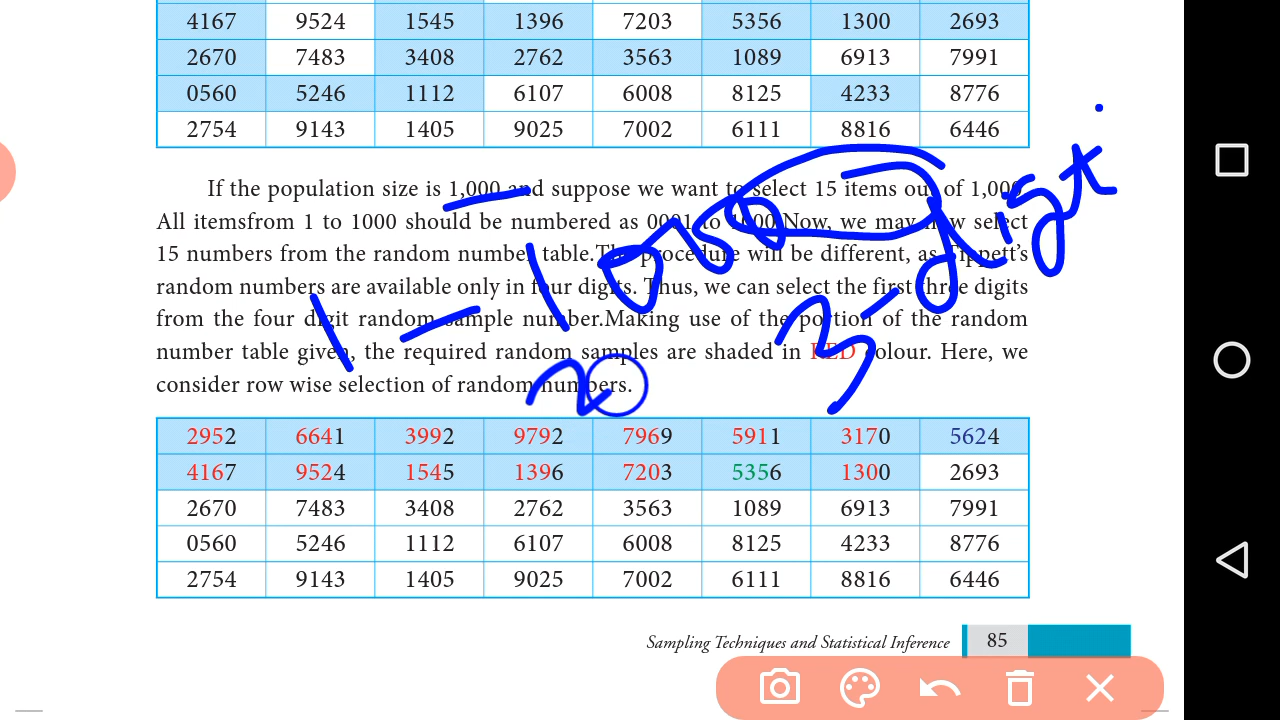 4167 9524 1545 1396 7203 5356 1300 2693
2670 7483 3408 2762 3563 1089 6913 7991
0560 5246 1112 6107 6008 8125 4233 8776
2754 9143 1405 9025 7002 6111 8816 6446
If the population size is 1,000 and suppose we want to select 15 items out of 1,000.
All itemsfrom 1 to 1000 should be numbered as 0001 to 1000.Now, we may now select
15 numbers from the random number table.The procedure will be different, as Tippett's
random numbers are available only in four digits. Thus, we can select the first three digits
from the four digit random sample number.Making use of the portion of the random
number table given, the required random samples are shaded in RED colour. Here, we
consider row wise selection of random numbers.
1 - 1000
3-digit
2952 6641 3992 9792 7969 5911 3170 5624
4167 9524 1545 1396 7203 5356 1300 2693
2670 7483 3408 2762 3563 1089 6913 7991
0560 5246 1112 6107 6008 8125 4233 8776
2754 9143 1405 9025 7002 6111 8816 6446
Sampling Techniques and Statistical Inference 85